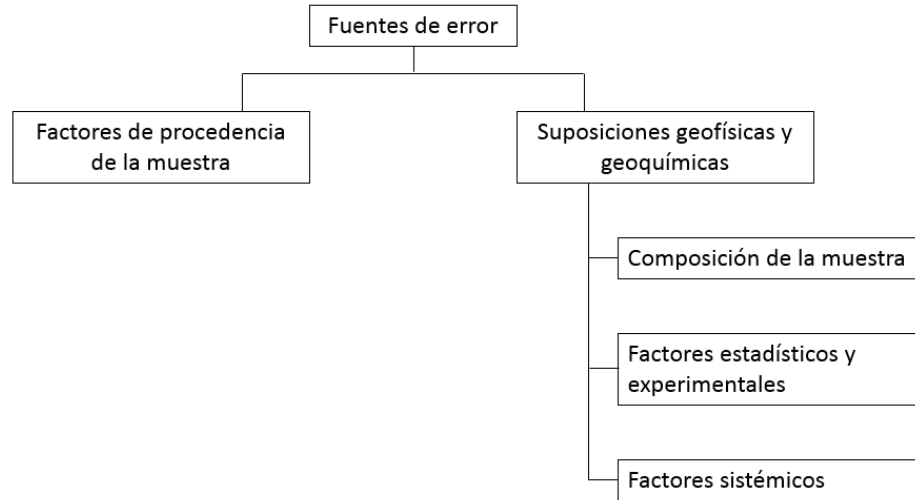 Fuentes de error
Factores de procedencia
de la muestra
Suposiciones geofísicas y
geoquímicas
Composición de la muestra
Factores estadísticos y
experimentales
Factores sistémicos